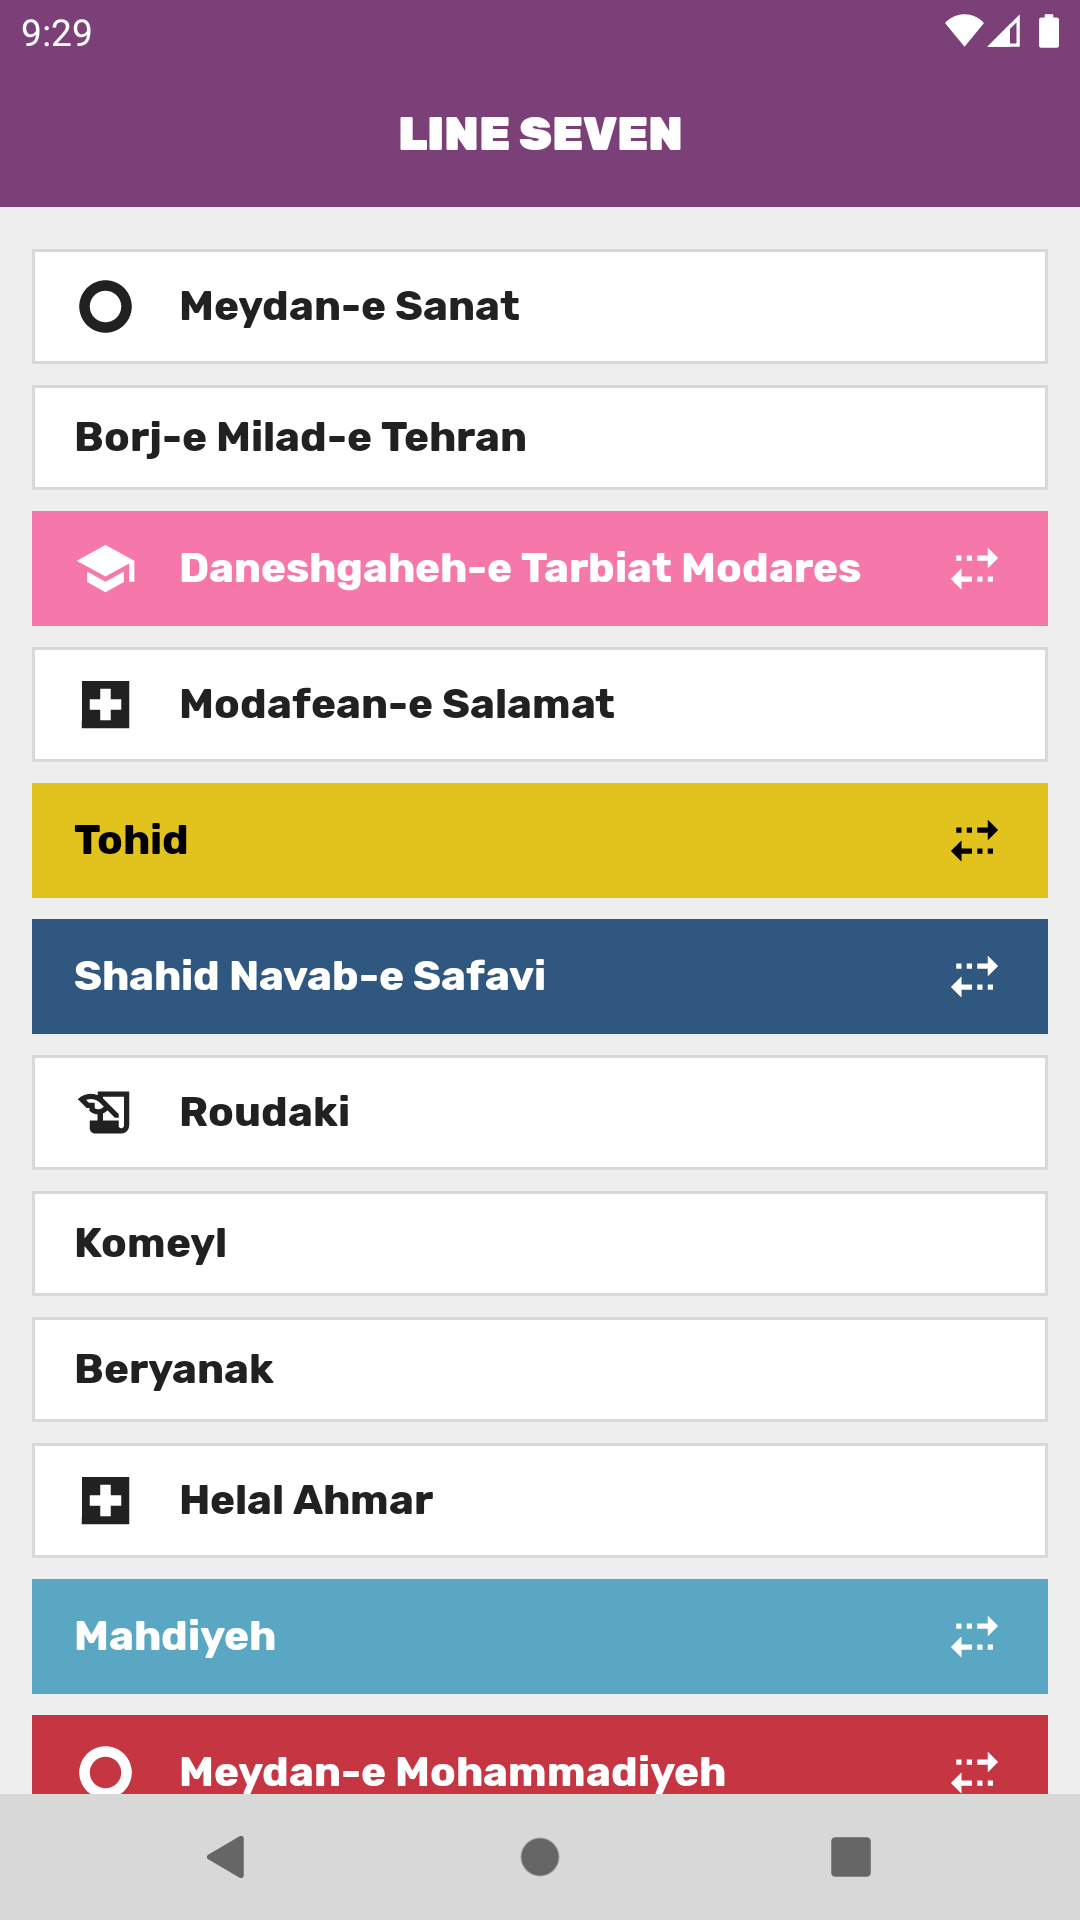 9:29
LINE SEVEN
Meydan-e Sanat
Borj-e Milad-e Tehran
Daneshgaheh-e Tarbiat Modares
Modafean-e Salamat
Tohid
Shahid Navab-e Safavi
Roudaki
Komeyl
Beryanak
Helal Ahmar
Mahdiyeh
Meydan-e Mohammadiyeh